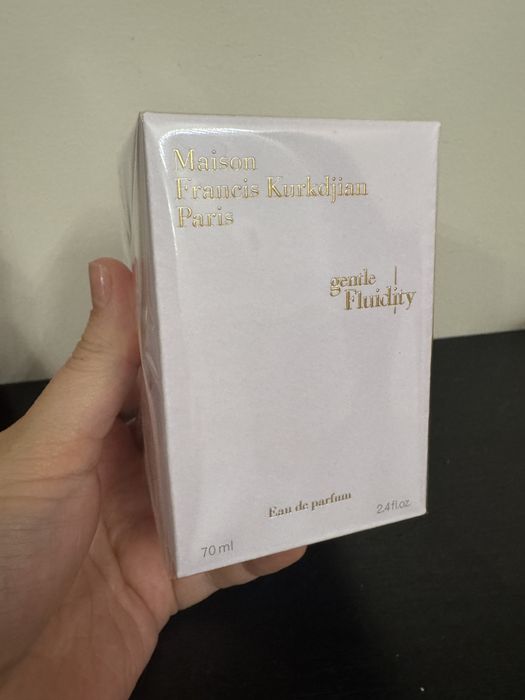 Maison
Francis Kurkdjian
Paris
gentle
Fluidity
Eau de parfum
70 ml
2.4 fl.oz